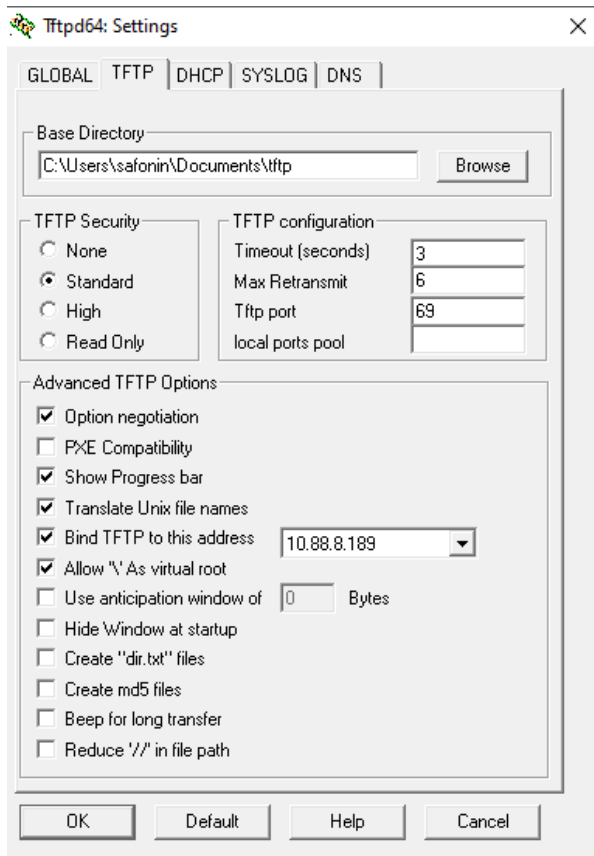 Tftpd64: Settings
GLOBAL TFTP DHCP SYSLOG DNS
Base Directory
C:\Users\safonin\Documents\tftp Browse
TFTP Security
None
Standard
High
Read Only
TFTP configuration
Timeout (seconds) 3
Max Retransmit 6
Tftp port 69
local ports pool
Advanced TFTP Options
Option negotiation
PXE Compatibility
Show Progress bar
Translate Unix file names
Bind TFTP to this address 10.88.8.189
Allow '\' As virtual root
Use anticipation window of 0 Bytes
Hide Window at startup
Create "dir.txt" files
Create md5 files
Beep for long transfer
Reduce '//' in file path
OK Default Help Cancel